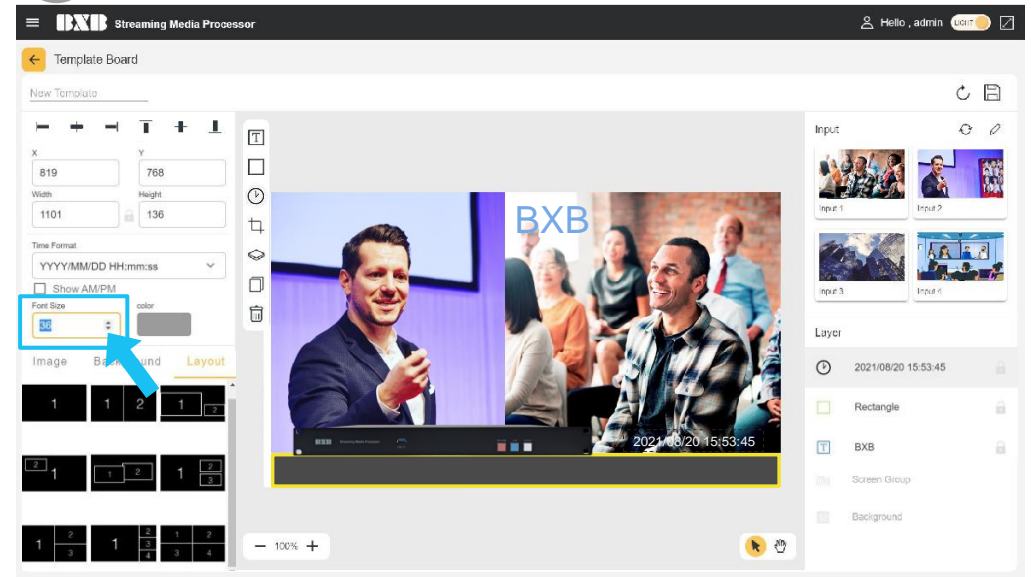 BXB Streaming Media Processor
Hello , admin
LIGHT
Template Board
New Template
X
Y
819
768
Width
Height
1101
136
Time Format
YYYY/MM/DD HH:mm:ss
Show AM/PM
Font Size
color
36
Image
Background
Layout
1
1 2
1 2
2 1
1 2
1 2 3
1 2 3
1 2 3 4
1 2 3 4
T
BXB
BXB
2021/08/20 15:53:45
100%
Input
Input 1
Input 2
Input 3
Input 4
Layer
2021/08/20 15:53:45
Rectangle
T
BXB
Screen Group
Background